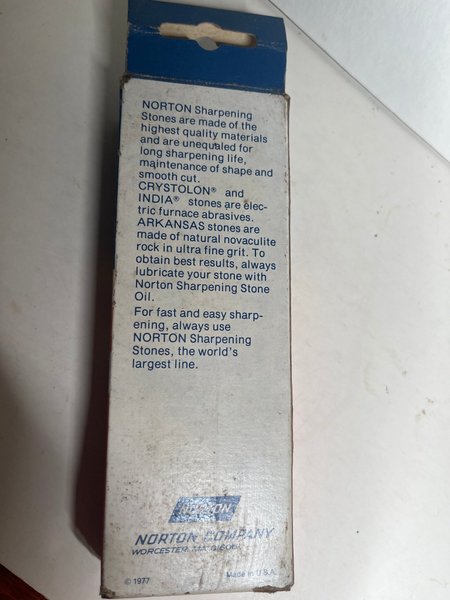 NORTON Sharpening
Stones are made of the
highest quality materials
and are unequaled for
long sharpening life,
maintenance of shape and
smooth cut.
CRYSTOLON® and
INDIA® stones are elec-
tric furnace abrasives.
ARKANSAS stones are
made of natural novaculite
rock in ultra fine grit. To
obtain best results, always
lubricate your stone with
Norton Sharpening Stone
Oil.
For fast and easy sharp-
ening, always use
NORTON Sharpening
Stones, the world's
largest line.
NORTON
NORTON COMPANY
WORCESTER, MA
© 1977 Made in U.S.A.